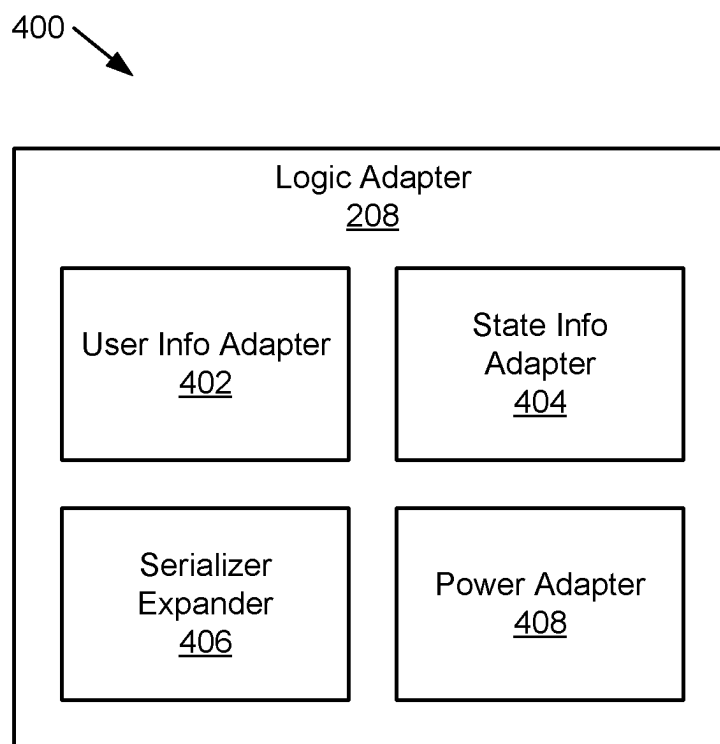 400
Logic Adapter
208
User Info Adapter
402
State Info
Adapter
404
Serializer
Expander
406
Power Adapter
408